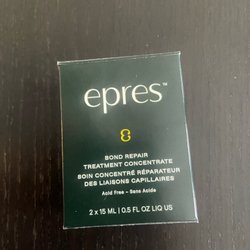 epres™
BOND REPAIR
TREATMENT CONCENTRATE
SOIN CONCENTRÉ RÉPARATEUR
DES LIAISONS CAPILLAIRES
Acid Free - Sans Acide
2 x 15 ML | 0.5 FL OZ LIQ US